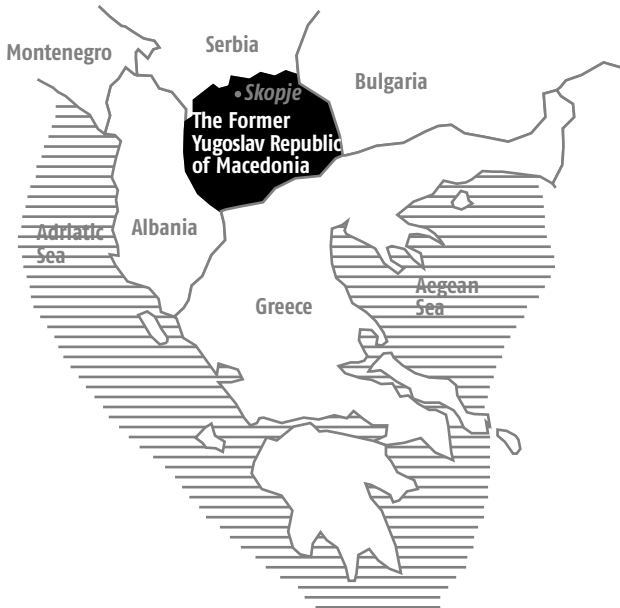 Serbia
Montenegro
Bulgaria
Skopje
The Former
Yugoslav Republic
of Macedonia
Albania
Adriatic
Sea
Aegean
Sea
Greece